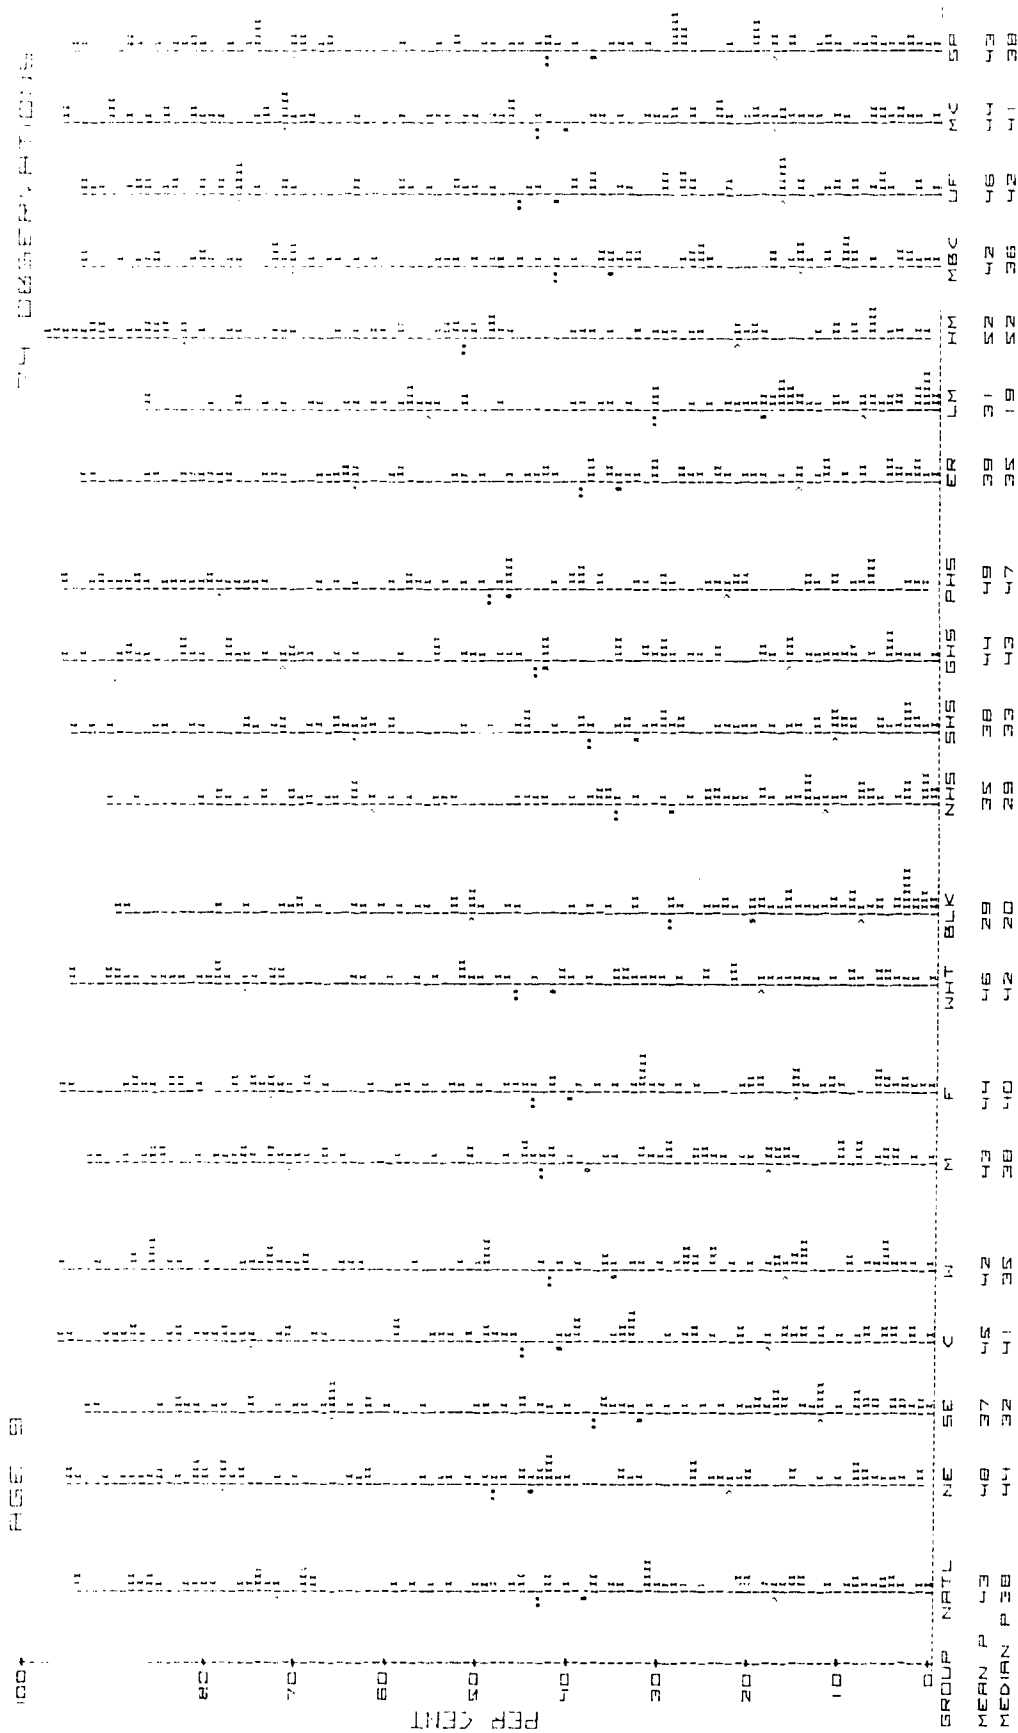 AGE 9
74 OBSERVATIONS
100
80
70
60
50
40
30
20
10
0
PER CENT
GROUP NATL NE SE C W M F WHT BLK NHS SHS GHS PHS ER LM HM MBC UF MC SP
MEAN P 43 48 37 45 42 43 44 46 29 35 38 44 49 39 31 52 42 46 44 43
MEDIAN P 38 44 32 41 35 38 40 42 20 29 33 43 47 35 19 52 36 42 41 38